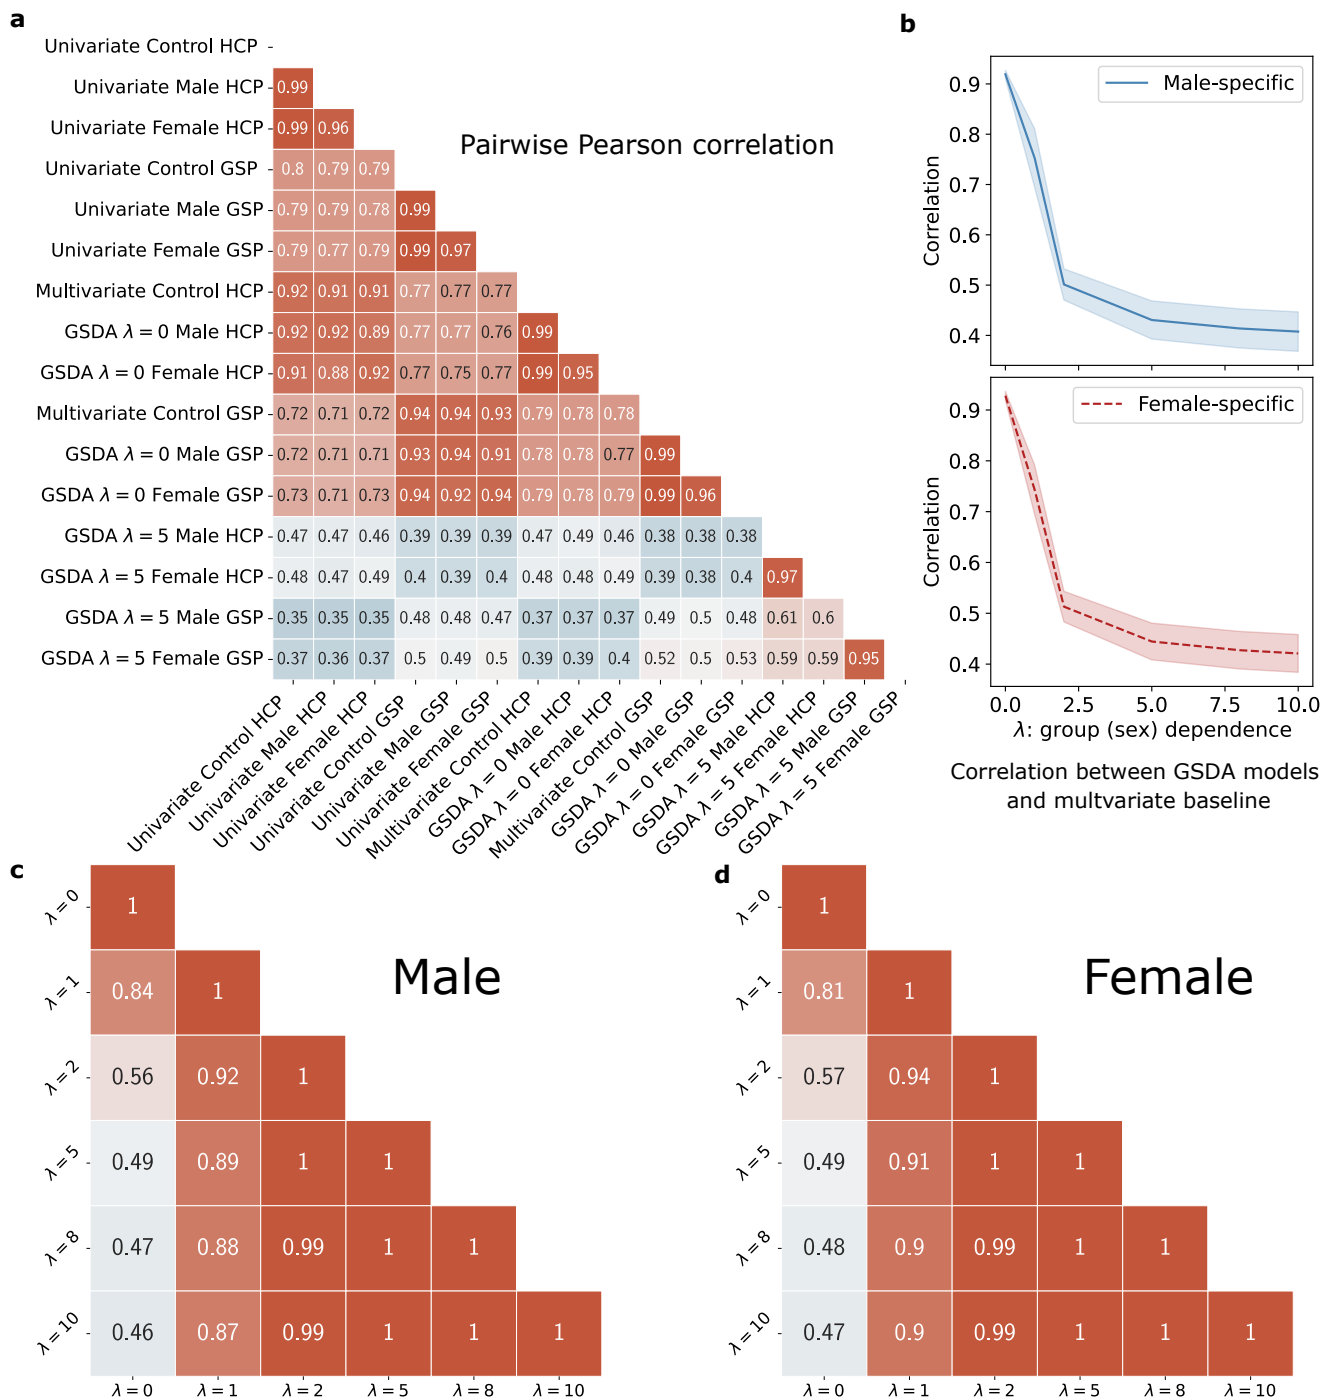 a
Univariate Control HCP
Univariate Male HCP 0.99
Univariate Female HCP 0.99 0.96
Pairwise Pearson correlation
Univariate Control GSP 0.8 0.79 0.79
Univariate Male GSP 0.79 0.79 0.78 0.99
Univariate Female GSP 0.79 0.77 0.79 0.99 0.97
Multivariate Control HCP 0.92 0.91 0.91 0.77 0.77 0.77
GSDA λ = 0 Male HCP 0.92 0.92 0.89 0.77 0.77 0.76 0.99
GSDA λ = 0 Female HCP 0.91 0.88 0.92 0.77 0.75 0.77 0.99 0.95
Multivariate Control GSP 0.72 0.71 0.72 0.94 0.94 0.93 0.79 0.78 0.78
GSDA λ = 0 Male GSP 0.72 0.71 0.71 0.93 0.94 0.91 0.78 0.78 0.77 0.99
GSDA λ = 0 Female GSP 0.73 0.71 0.73 0.94 0.92 0.94 0.79 0.78 0.79 0.99 0.96
GSDA λ = 5 Male HCP 0.47 0.47 0.46 0.39 0.39 0.39 0.47 0.49 0.46 0.38 0.38 0.38
GSDA λ = 5 Female HCP 0.48 0.47 0.49 0.4 0.39 0.4 0.48 0.48 0.49 0.39 0.38 0.4 0.97
GSDA λ = 5 Male GSP 0.35 0.35 0.35 0.48 0.48 0.47 0.37 0.37 0.37 0.49 0.5 0.48 0.61 0.6
GSDA λ = 5 Female GSP 0.37 0.36 0.37 0.5 0.49 0.5 0.39 0.39 0.4 0.52 0.5 0.53 0.59 0.59 0.95
Univariate Control HCP
Univariate Male HCP
Univariate Female HCP
Univariate Control GSP
Univariate Male GSP
Univariate Female GSP
Multivariate Control HCP
GSDA λ = 0 Male HCP
GSDA λ = 0 Female HCP
Multivariate Control GSP
GSDA λ = 0 Male GSP
GSDA λ = 0 Female GSP
GSDA λ = 5 Male HCP
GSDA λ = 5 Female HCP
GSDA λ = 5 Male GSP
GSDA λ = 5 Female GSP
b
Male-specific
Correlation
0.9
0.8
0.7
0.6
0.5
0.4
Female-specific
Correlation
0.9
0.8
0.7
0.6
0.5
0.4
0.0 2.5 5.0 7.5 10.0
λ: group (sex) dependence
Correlation between GSDA models
and multvariate baseline
c
Male
λ = 0 1
λ = 1 0.84 1
λ = 2 0.56 0.92 1
λ = 5 0.49 0.89 1 1
λ = 8 0.47 0.88 0.99 1 1
λ = 10 0.46 0.87 0.99 1 1 1
λ = 0 λ = 1 λ = 2 λ = 5 λ = 8 λ = 10
d
Female
λ = 0 1
λ = 1 0.81 1
λ = 2 0.57 0.94 1
λ = 5 0.49 0.91 1 1
λ = 8 0.48 0.9 0.99 1 1
λ = 10 0.47 0.9 0.99 1 1 1
λ = 0 λ = 1 λ = 2 λ = 5 λ = 8 λ = 10